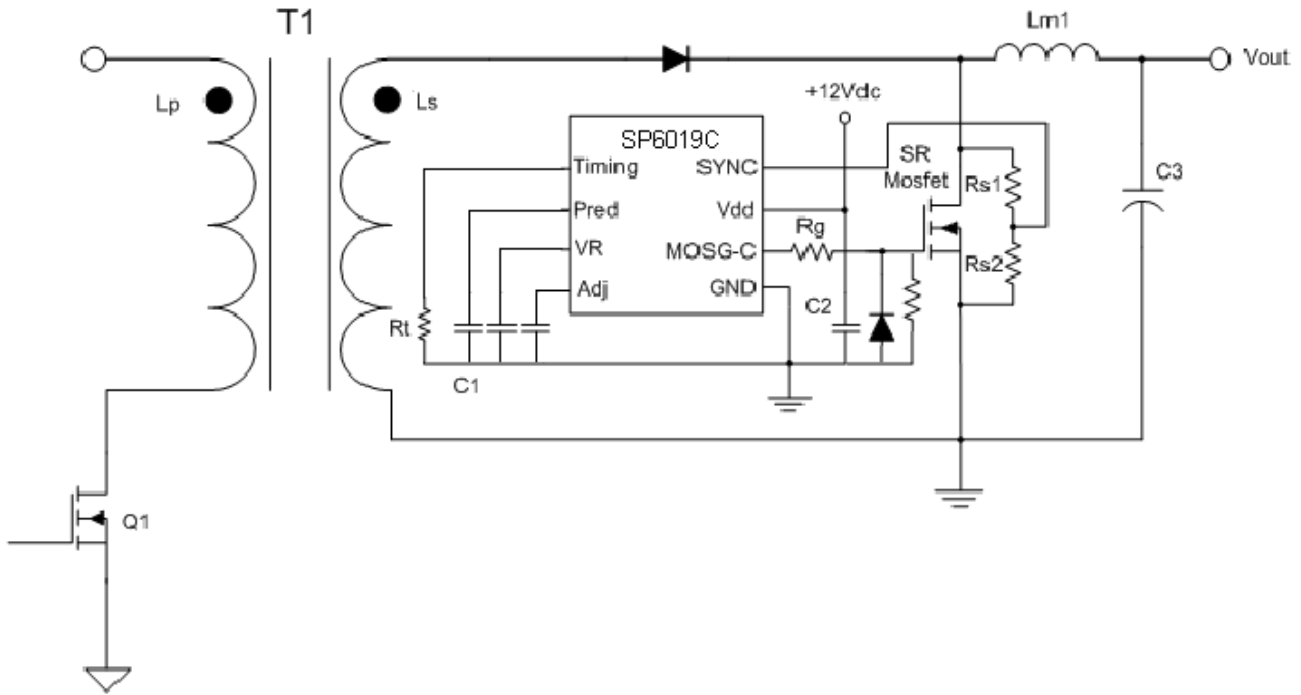 T1
Lm1
Vout
Lp
Ls
+12Vdc
SP6019C
Timing
SYNC
SR
Mosfet
Rs1
C3
Pred
Vdd
Rg
VR
MOSG-C
Rs2
Adj
GND
C2
Rt
C1
Q1